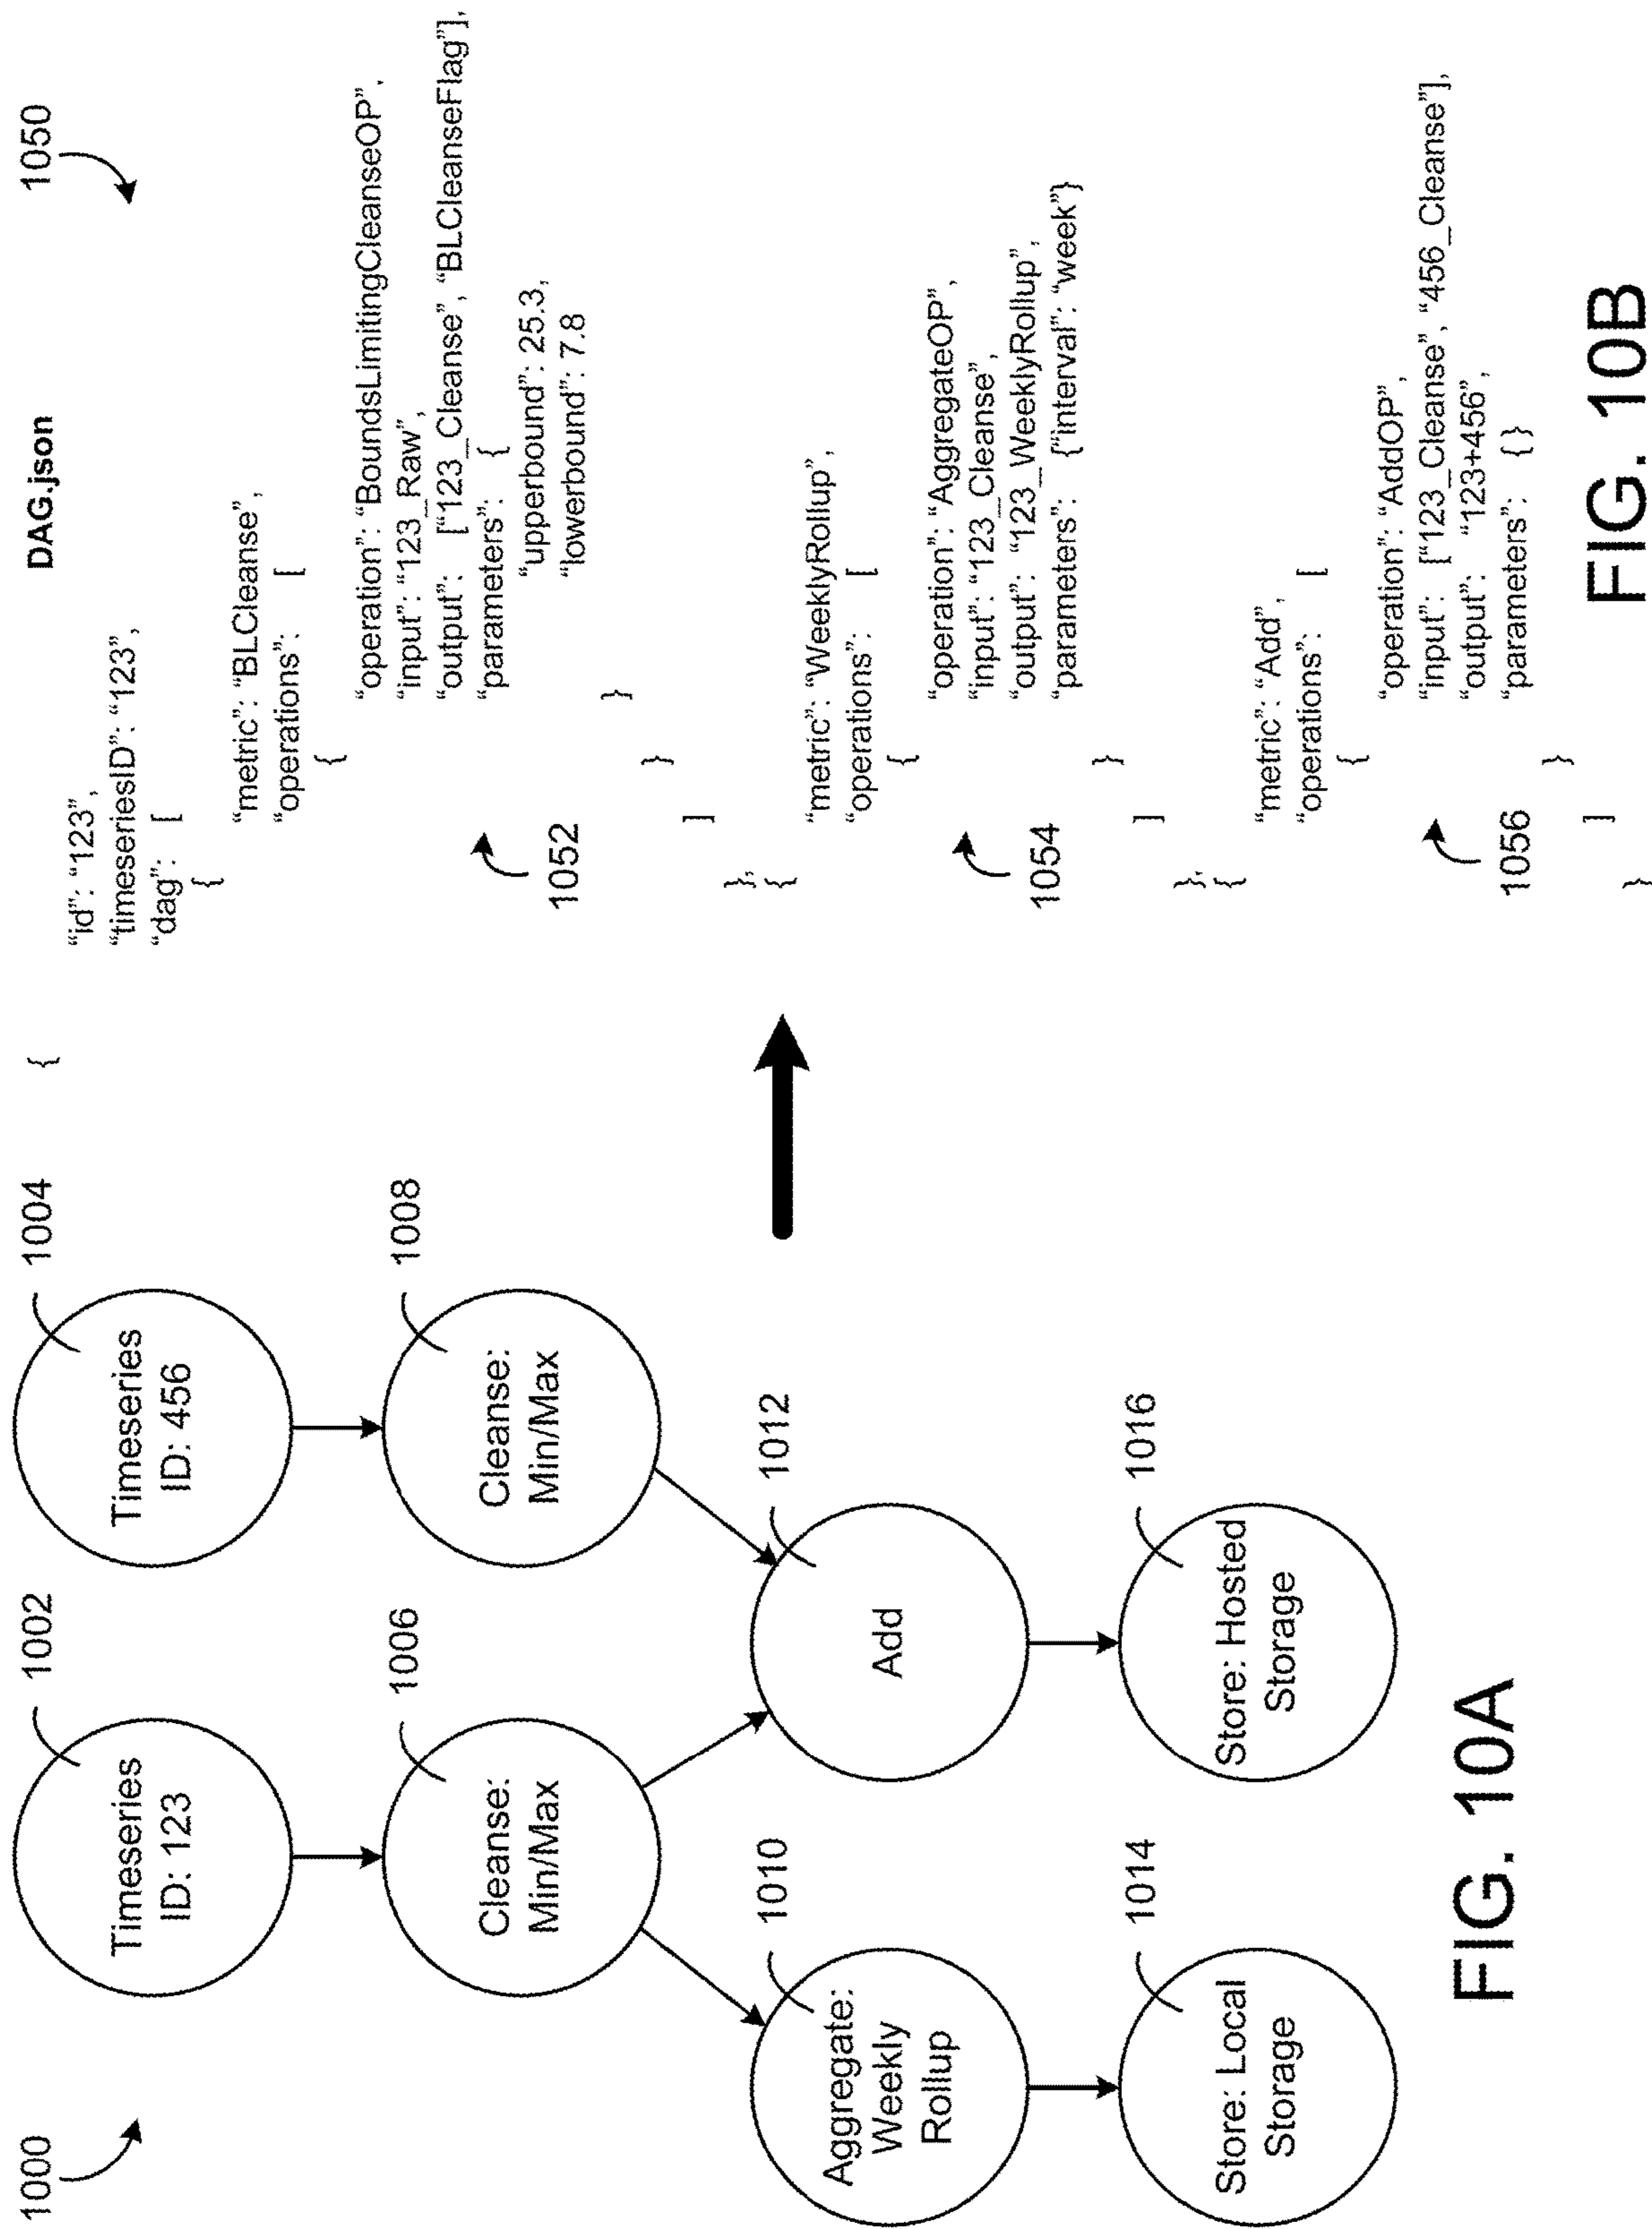 1000
1002
Timeseries
ID: 123
1004
Timeseries
ID: 456
1006
Cleanse:
Min/Max
1008
Cleanse:
Min/Max
1010
Aggregate:
Weekly
Rollup
1012
Add
1014
Store: Local
Storage
1016
Store: Hosted
Storage
FIG. 10A
DAG.json
1050
{
“id”: “123”,
“timeseriesID”: “123”,
“dag”: [
{
“metric”: “BLCleanse”,
“operations”: [
{
“operation”: “BoundsLimitingCleanseOP”,
“input”: “123_Raw”,
“output”: [“123_Cleanse”, “BLCleanseFlag”],
“parameters”: {
“upperbound”: 25.3,
“lowerbound”: 7.8
}
}
]
1052
},
{
“metric”: “WeeklyRollup”,
“operations”: [
{
“operation”: “AggregateOP”,
“input”: “123_Cleanse”,
“output”: “123_WeeklyRollup”,
“parameters”: {“interval”: “week”}
}
]
1054
},
{
“metric”: “Add”,
“operations”: [
{
“operation”: “AddOP”,
“input”: [“123_Cleanse”, “456_Cleanse”],
“output”: “123+456”,
“parameters”: {}
}
]
1056
}
FIG. 10B